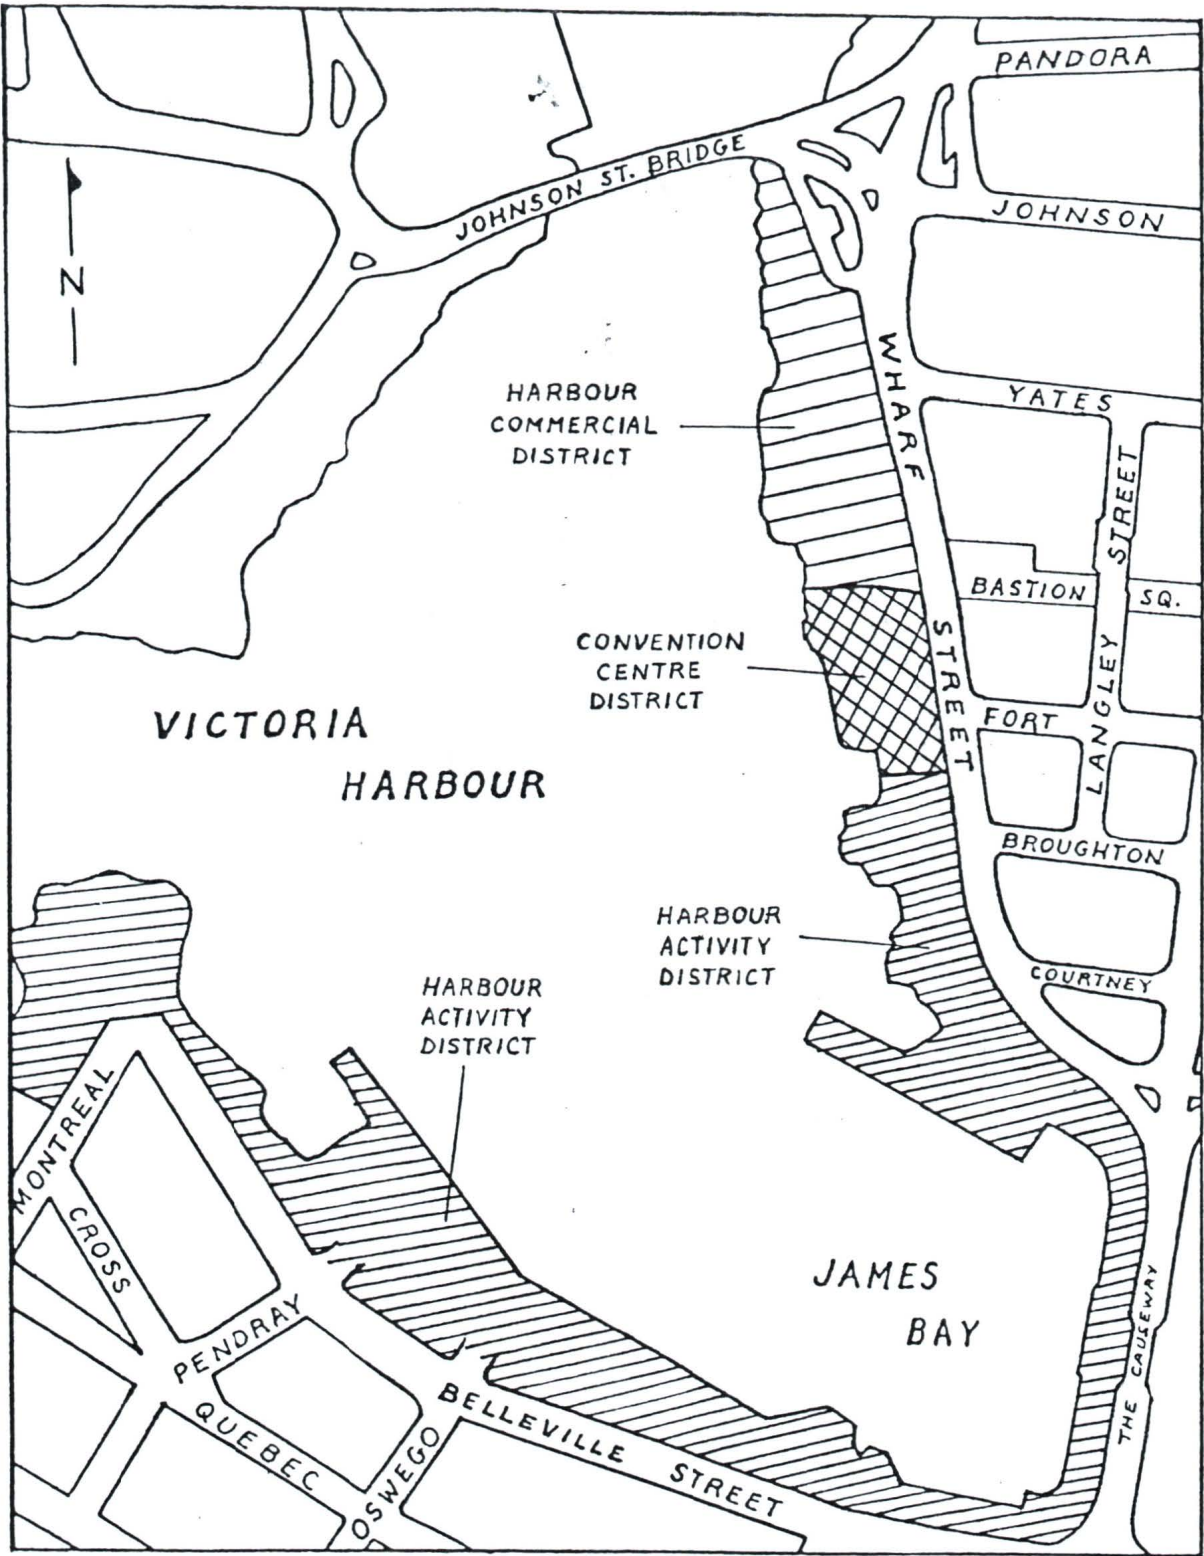 PANDORA
JOHNSON ST. BRIDGE
JOHNSON
N
WHARF STREET
YATES
HARBOUR
COMMERCIAL
DISTRICT
LANGLEY STREET
BASTION SQ.
CONVENTION
CENTRE
DISTRICT
VICTORIA
HARBOUR
FORT
BROUGHTON
HARBOUR
ACTIVITY
DISTRICT
COURTNEY
HARBOUR
ACTIVITY
DISTRICT
MONTREAL
CROSS
JAMES
BAY
THE CAUSEWAY
PENDRAY
BELLEVILLE STREET
QUEBEC
OSWEGO